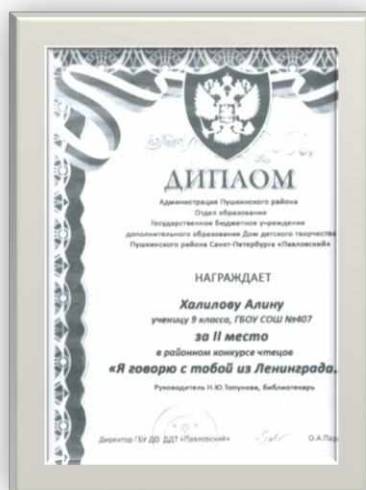 ДИПЛОМ
Администрация Пушкинского района
Отдел образования
Государственное бюджетное учреждение
дополнительного образования Дом детского творчества
Пушкинского района Санкт-Петербурга «Павловский»
НАГРАЖДАЕТ
Халилову Алину
ученицу 9 класса, ГБОУ СОШ №407
за II место
в районном конкурсе чтецов
«Я говорю с тобой из Ленинграда.
Руководитель Н.Ю. Топунова, библиотекарь
Директор ГБУ ДО ДДТ «Павловский»
О.А.